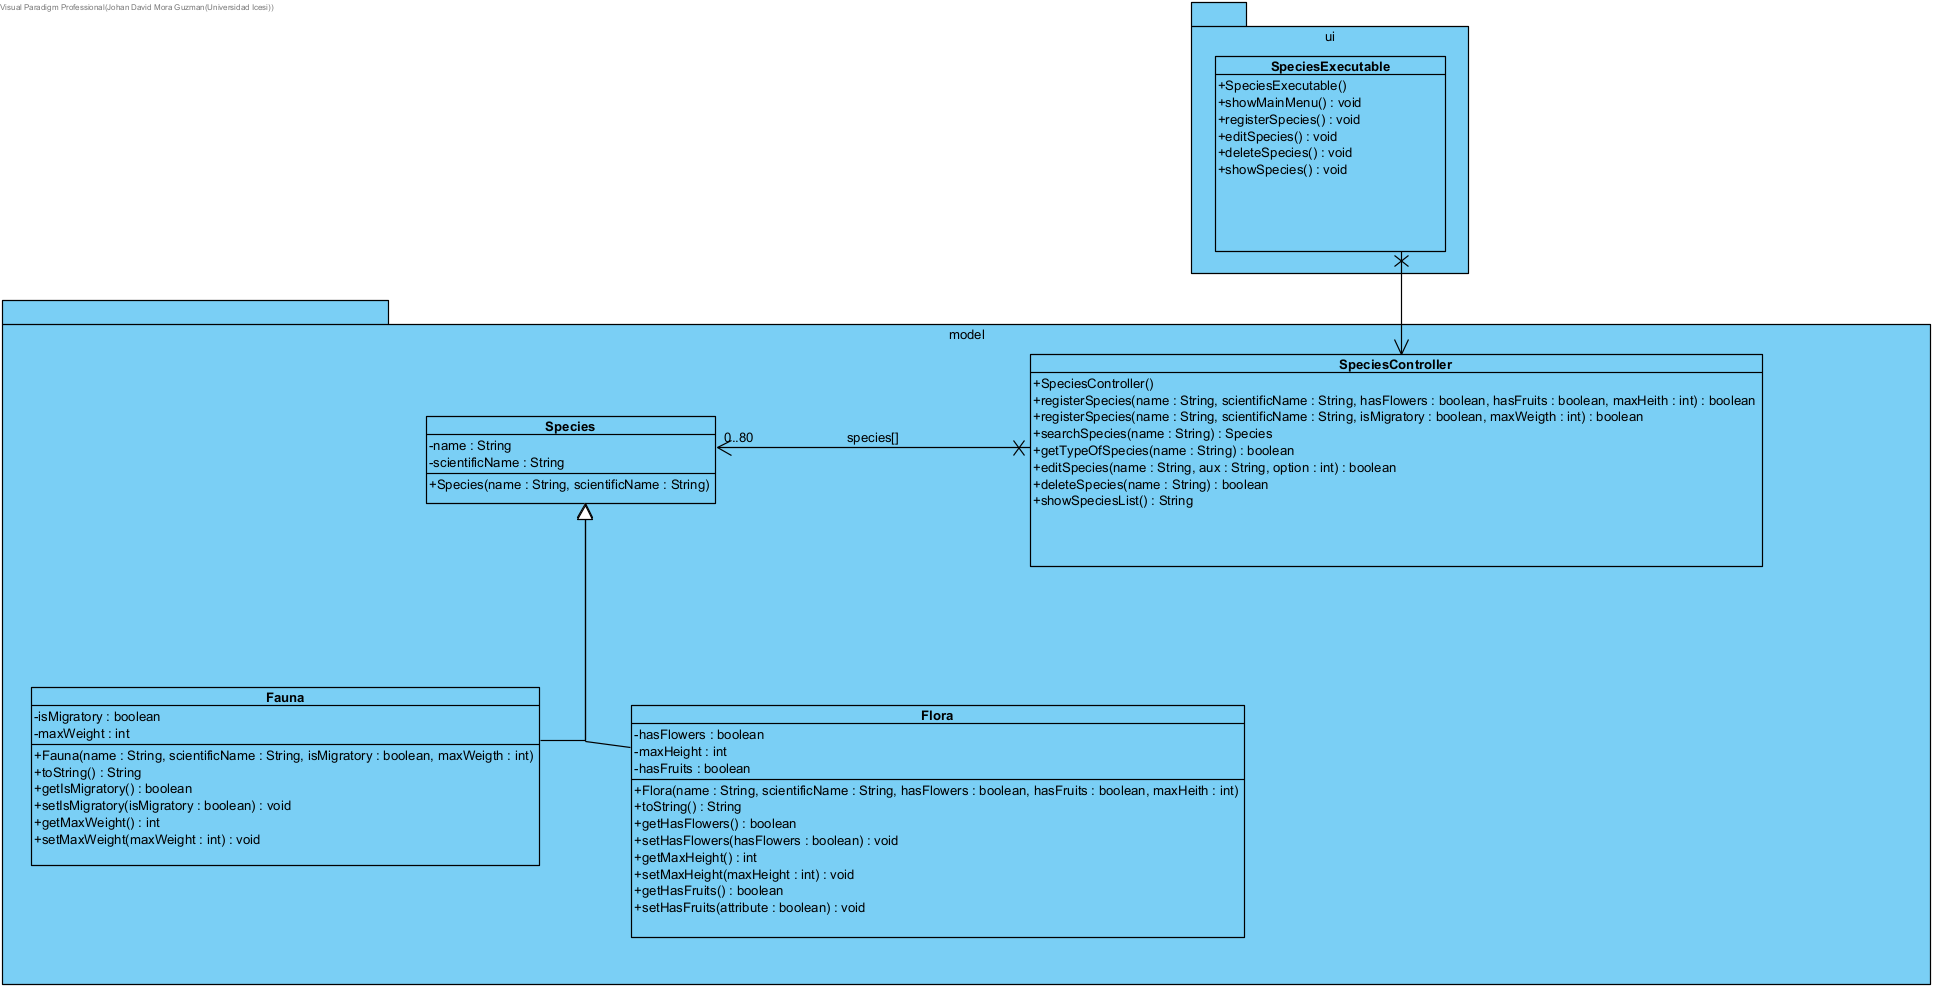 Visual Paradigm Professional(Johan David Mora Guzman(Universidad Icesi))
ui
SpeciesExecutable
+SpeciesExecutable()
+showMainMenu() : void
+registerSpecies() : void
+editSpecies() : void
+deleteSpecies() : void
+showSpecies() : void
model
SpeciesController
+SpeciesController()
+registerSpecies(name : String, scientificName : String, hasFlowers : boolean, hasFruits : boolean, maxHeith : int) : boolean
+registerSpecies(name : String, scientificName : String, isMigratory : boolean, maxWeigth : int) : boolean
+searchSpecies(name : String) : Species
+getTypeOfSpecies(name : String) : boolean
+editSpecies(name : String, aux : String, option : int) : boolean
+deleteSpecies(name : String) : boolean
+showSpeciesList() : String
Species
-name : String
-scientificName : String
+Species(name : String, scientificName : String)
0..80
species[]
Fauna
-isMigratory : boolean
-maxWeight : int
+Fauna(name : String, scientificName : String, isMigratory : boolean, maxWeigth : int)
+toString() : String
+getIsMigratory() : boolean
+setIsMigratory(isMigratory : boolean) : void
+getMaxWeight() : int
+setMaxWeight(maxWeight : int) : void
Flora
-hasFlowers : boolean
-maxHeight : int
-hasFruits : boolean
+Flora(name : String, scientificName : String, hasFlowers : boolean, hasFruits : boolean, maxHeith : int)
+toString() : String
+getHasFlowers() : boolean
+setHasFlowers(hasFlowers : boolean) : void
+getMaxHeight() : int
+setMaxHeight(maxHeight : int) : void
+getHasFruits() : boolean
+setHasFruits(attribute : boolean) : void